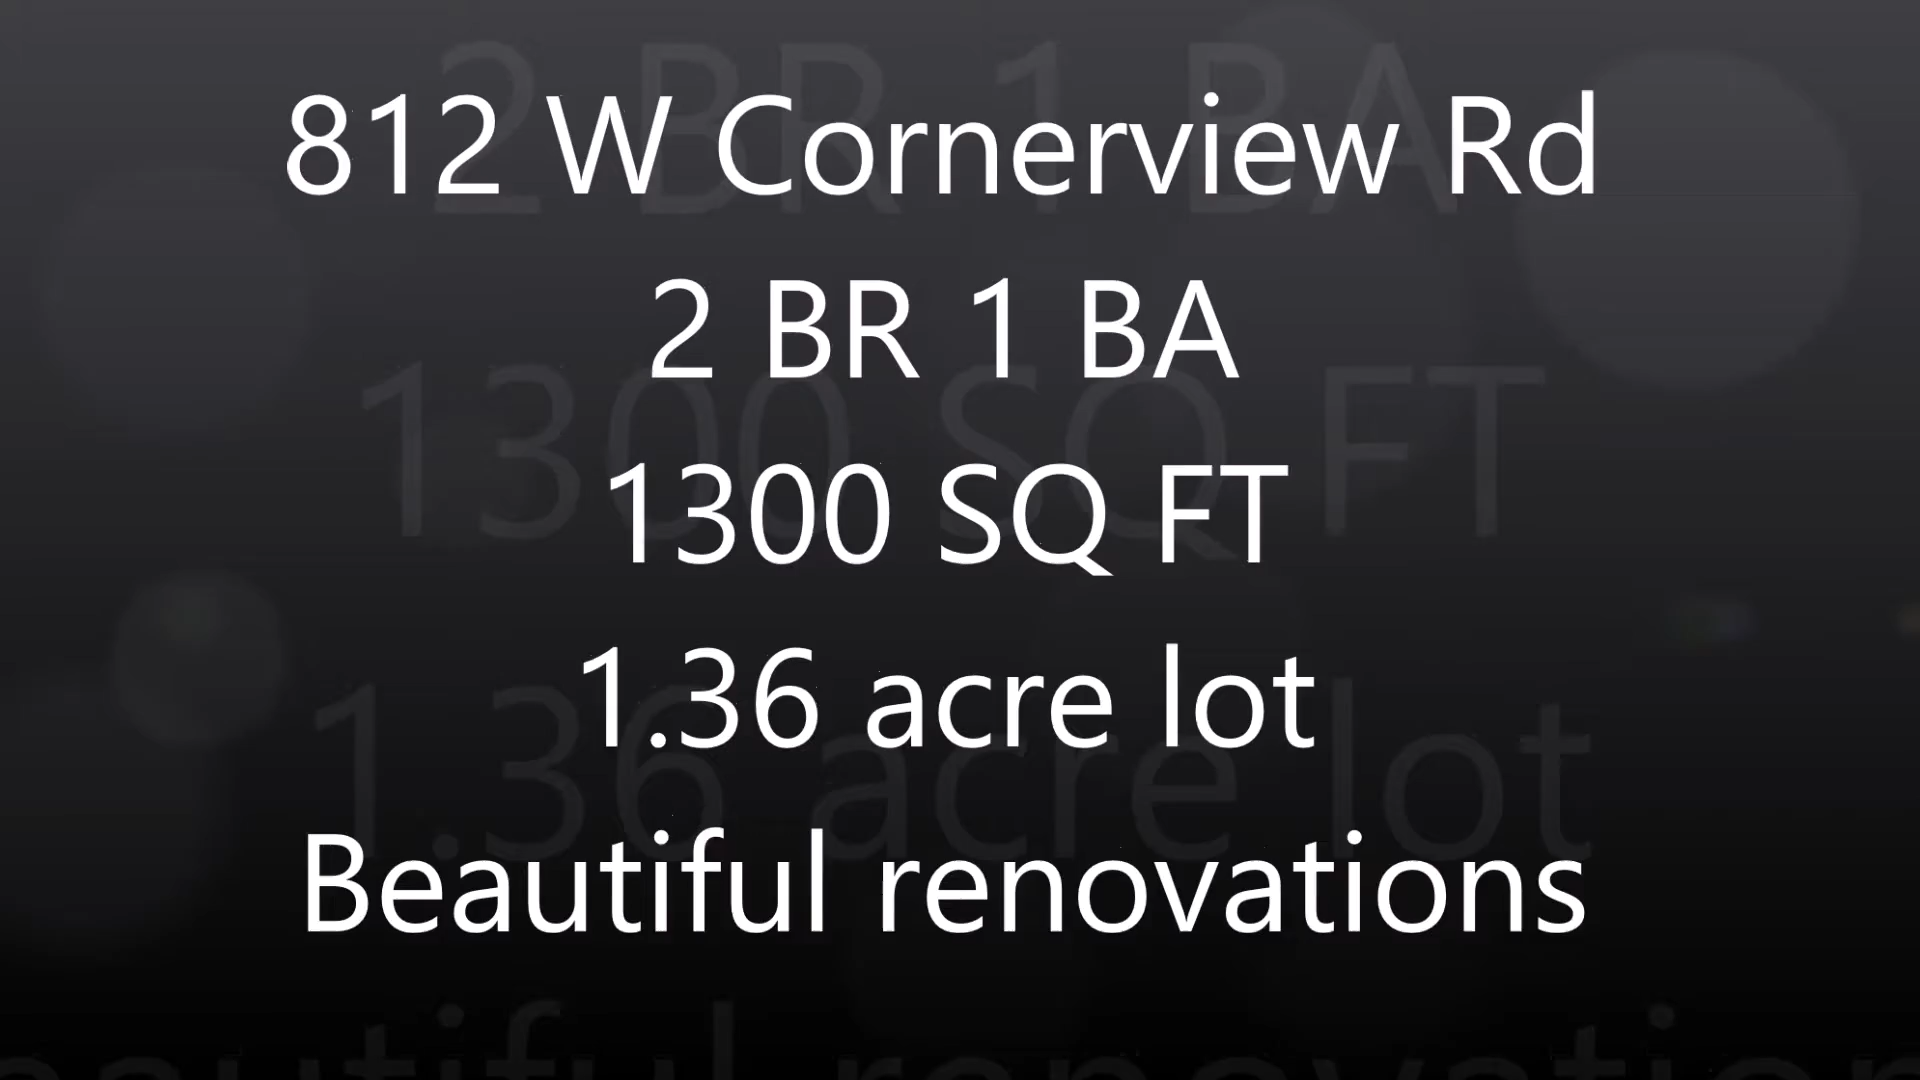 812 W Cornerview Rd
2 BR 1 BA
1300 SQ FT
1.36 acre lot
Beautiful renovations